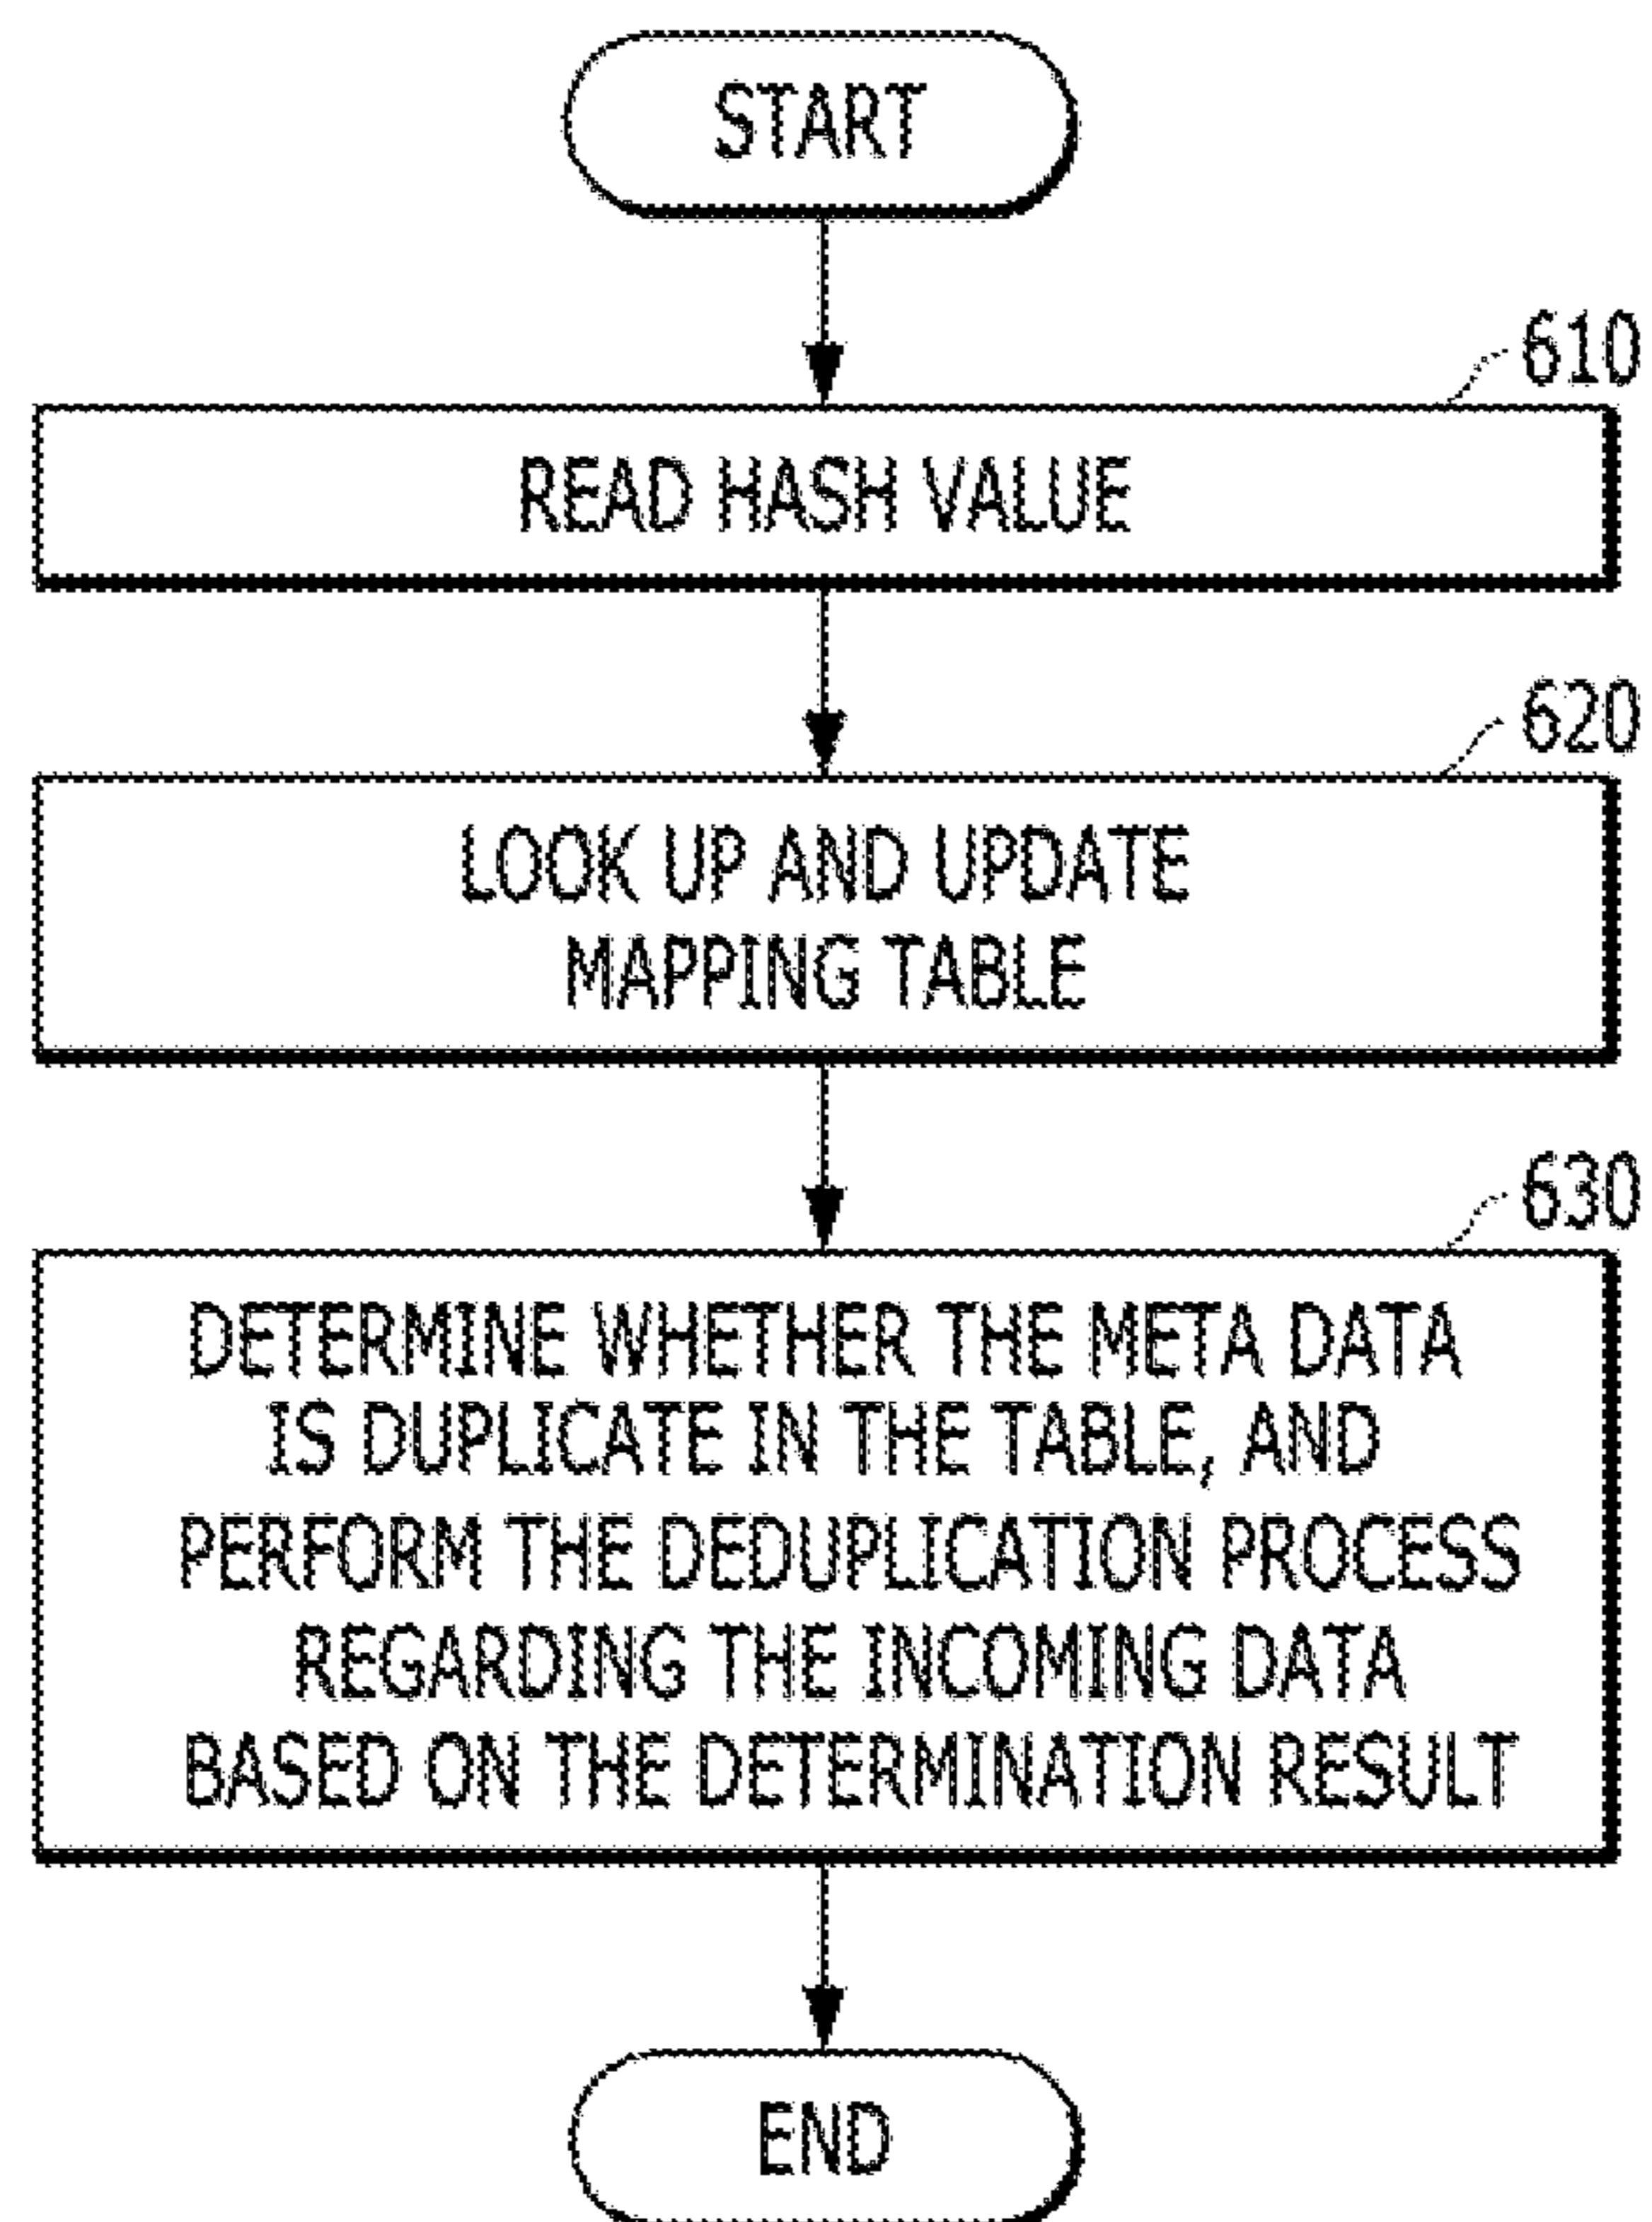 START
610
READ HASH VALUE
620
LOOK UP AND UPDATE
MAPPING TABLE
630
DETERMINE WHETHER THE META DATA
IS DUPLICATE IN THE TABLE, AND
PERFORM THE DEDUPLICATION PROCESS
REGARDING THE INCOMING DATA
BASED ON THE DETERMINATION RESULT
END